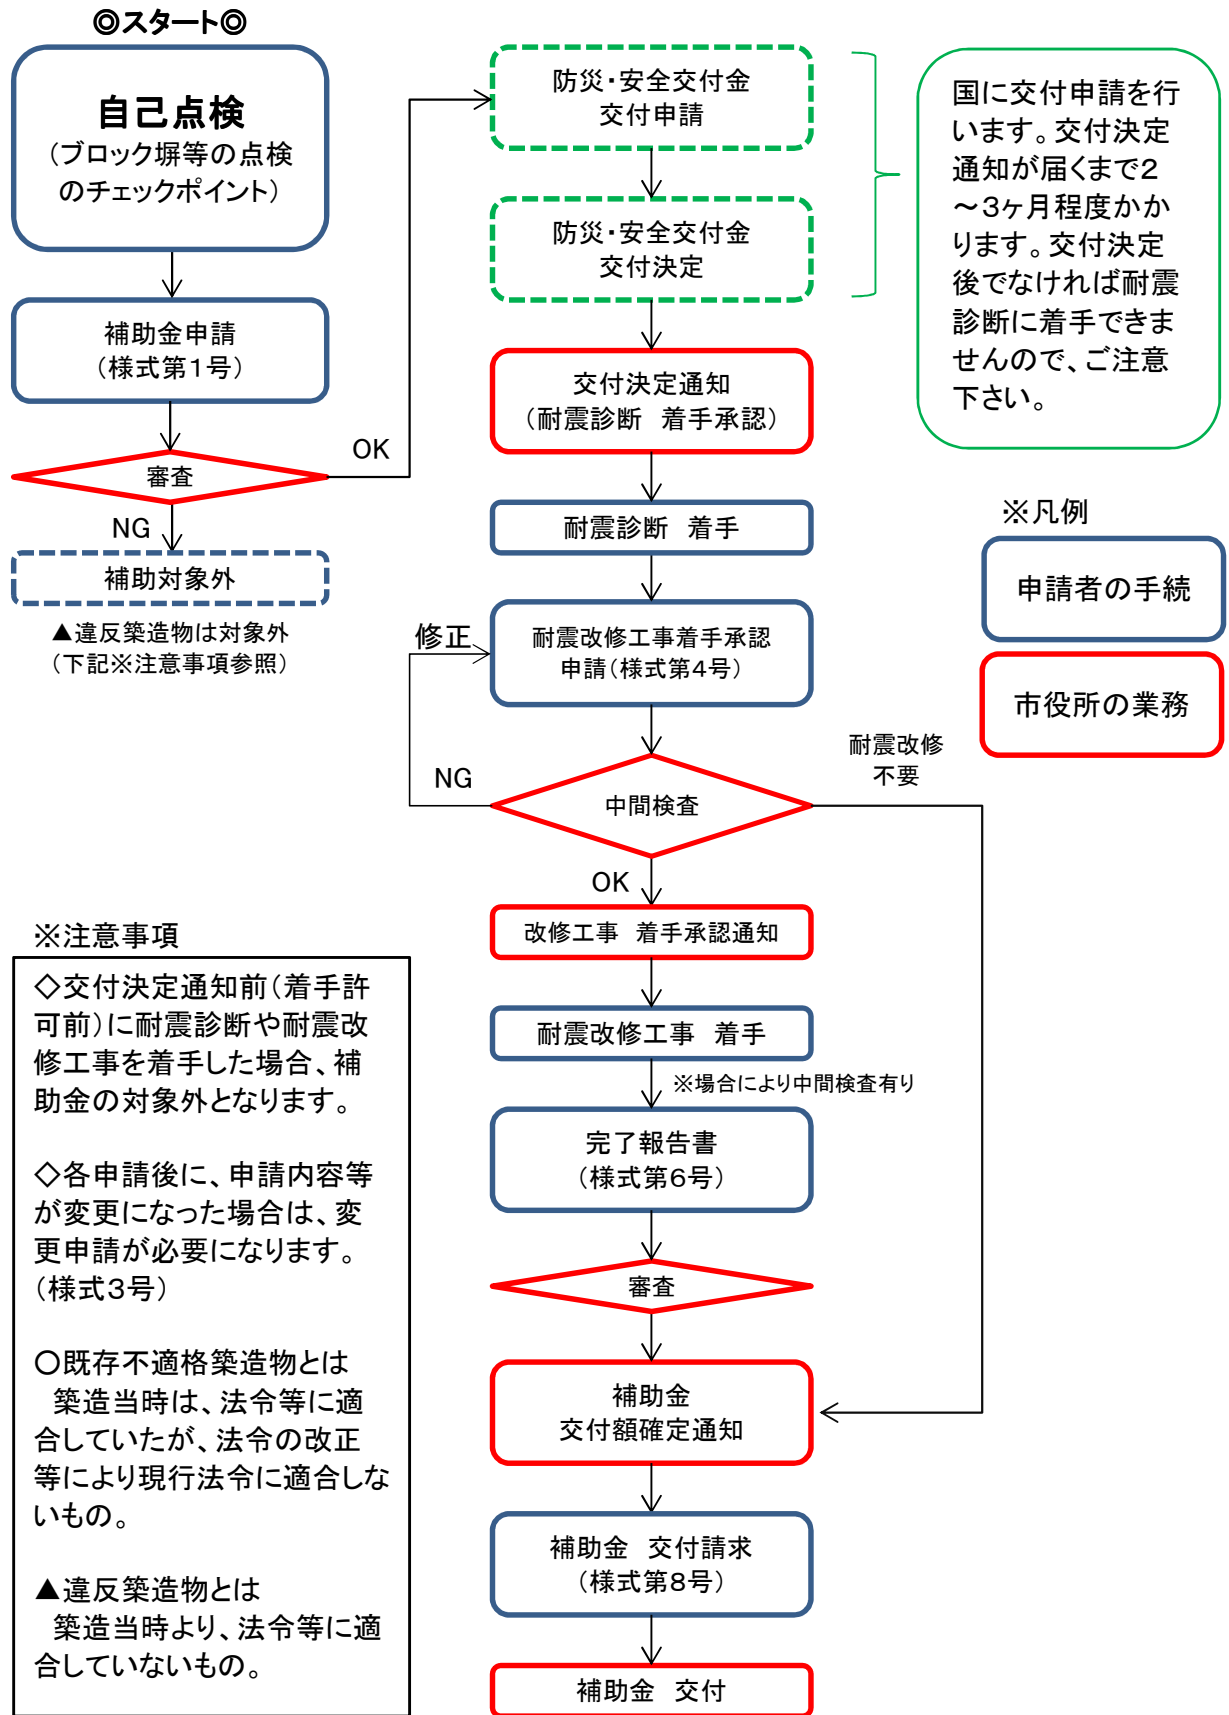 ◎スタート◎
自己点検
(ブロック塀等の点検
のチェックポイント)
補助金申請
(様式第1号)
審査
OK
NG
補助対象外
▲違反築造物は対象外
(下記※注意事項参照)
防災・安全交付金
交付申請
防災・安全交付金
交付決定
国に交付申請を行
います。交付決定
通知が届くまで2
～3ヶ月程度かか
ります。交付決定
後でなければ耐震
診断に着手できま
せんので、ご注意
下さい。
交付決定通知
(耐震診断 着手承認)
耐震診断 着手
修正
耐震改修工事着手承認
申請(様式第4号)
NG
中間検査
耐震改修
不要
OK
改修工事 着手承認通知
耐震改修工事 着手
※場合により中間検査有り
完了報告書
(様式第6号)
審査
補助金
交付額確定通知
補助金 交付請求
(様式第8号)
補助金 交付
※凡例
申請者の手続
市役所の業務
※注意事項
◇交付決定通知前(着手許
可前)に耐震診断や耐震改
修工事を着手した場合、補
助金の対象外となります。
◇各申請後に、申請内容等
が変更になった場合は、変
更申請が必要になります。
(様式3号)
○既存不適格築造物とは
築造当時は、法令等に適
合していたが、法令の改正
等により現行法令に適合しな
いもの。
▲違反築造物とは
築造当時より、法令等に適
合していないもの。